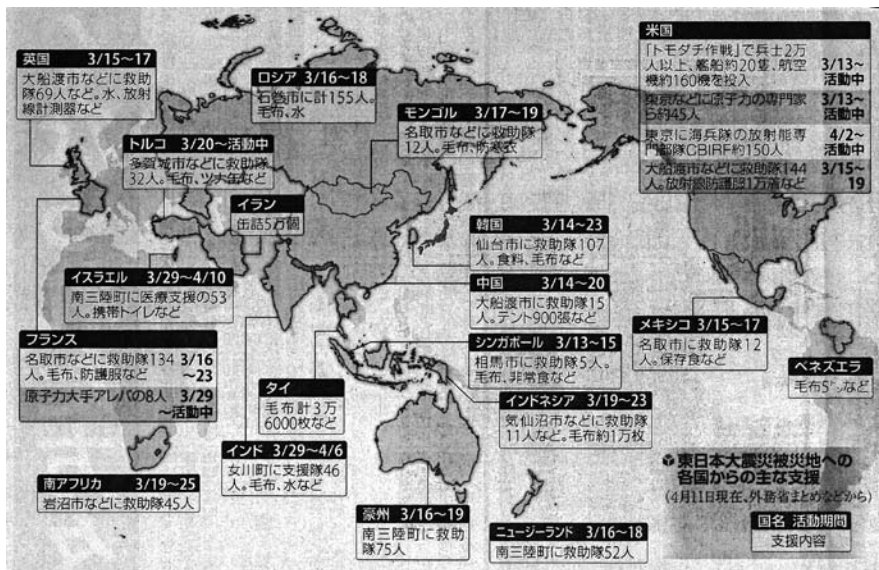 英国 3/15〜17
大船渡市などに救助
隊69人など。水、放射
線計測器など
ロシア 3/16〜18
石巻市に計155人。
毛布、水
モンゴル 3/17〜19
名取市などに救助隊
12人。毛布、防寒衣
米国
「トモダチ作戦」で兵士2万
人以上、艦船約20隻、航空
機約160機を投入
3/13〜
活動中
東京などに原子力の専門家
ら約45人
3/13〜
活動中
東京に海兵隊の放射能専
門部隊CBIRF約150人
4/2〜
活動中
大船渡市などに救助隊144
人。放射線防護服1万着など
3/15〜
19
トルコ 3/20〜活動中
多賀城市などに救助隊
32人。毛布、ツナ缶など
イラン
缶詰5万個
韓国 3/14〜23
仙台市に救助隊107
人。食料、毛布など
イスラエル 3/29〜4/10
南三陸町に医療支援の53
人。携帯トイレなど
中国 3/14〜20
大船渡市に救助隊15
人。テント900張など
フランス
名取市などに救助隊134
人。毛布、防護服など
3/16
〜23
原子力大手アレバの8人
3/29
〜活動中
シンガポール 3/13〜15
相馬市に救助隊5人。
毛布、非常食など
メキシコ 3/15〜17
名取市に救助隊12
人。保存食など
ベネズエラ
毛布5㌧など
タイ
毛布計3万
6000枚など
インドネシア 3/19〜23
気仙沼市などに救助隊
11人など。毛布約1万枚
インド 3/29〜4/6
女川町に支援隊46
人。毛布、水など
南アフリカ 3/19〜25
岩沼市などに救助隊45人
豪州 3/16〜19
南三陸町に救助
隊75人
ニュージーランド 3/16〜18
南三陸町に救助隊52人
東日本大震災被災地への
各国からの主な支援
(4月11日現在、外務省まとめなどから)
国名 活動期間
支援内容